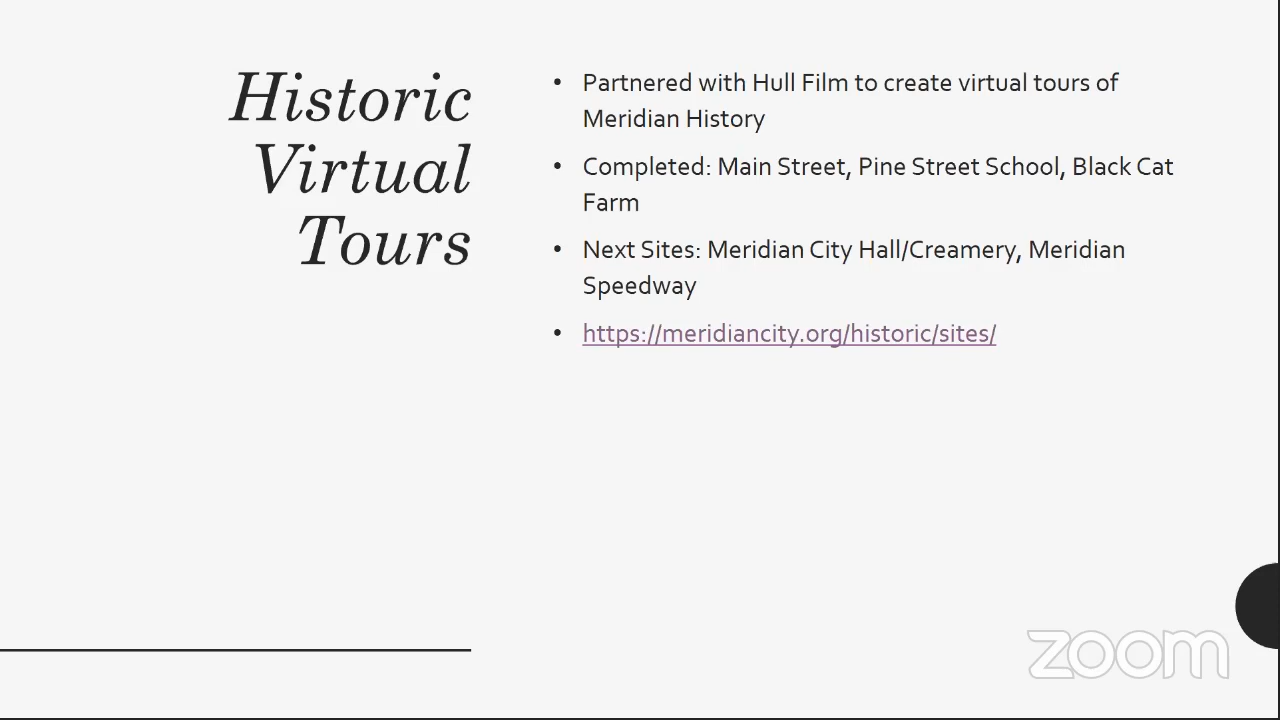 Historic
Virtual
Tours
• Partnered with Hull Film to create virtual tours of
Meridian History
• Completed: Main Street, Pine Street School, Black Cat
Farm
• Next Sites: Meridian City Hall/Creamery, Meridian
Speedway
• https://meridiancity.org/historic/sites/
zoom